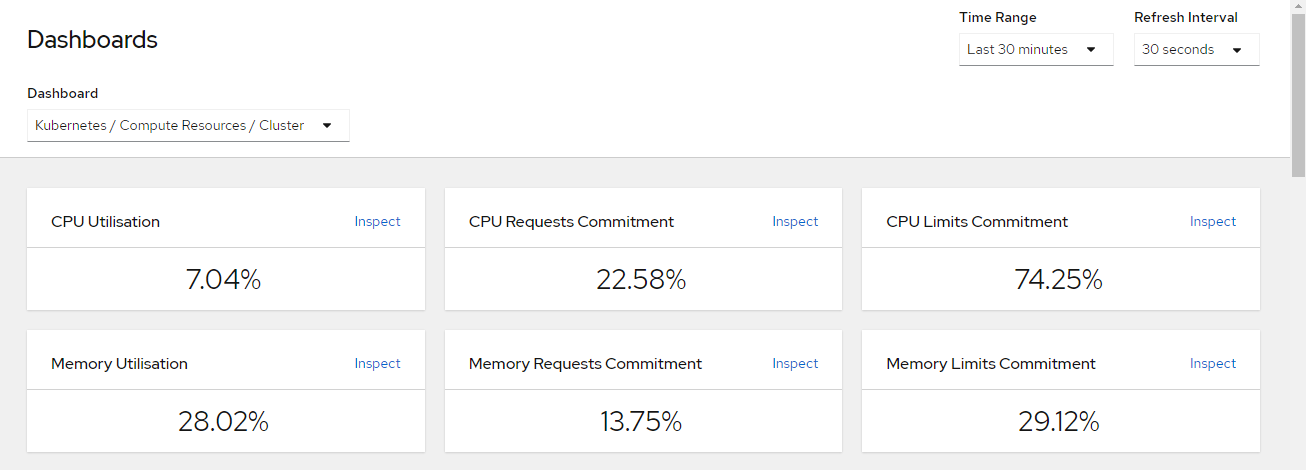 Dashboards
Time Range
Refresh Interval
Last 30 minutes
30 seconds
Dashboard
Kubernetes / Compute Resources / Cluster
CPU Utilisation
Inspect
CPU Requests Commitment
Inspect
CPU Limits Commitment
Inspect
7.04%
22.58%
74.25%
Memory Utilisation
Inspect
Memory Requests Commitment
Inspect
Memory Limits Commitment
Inspect
28.02%
13.75%
29.12%